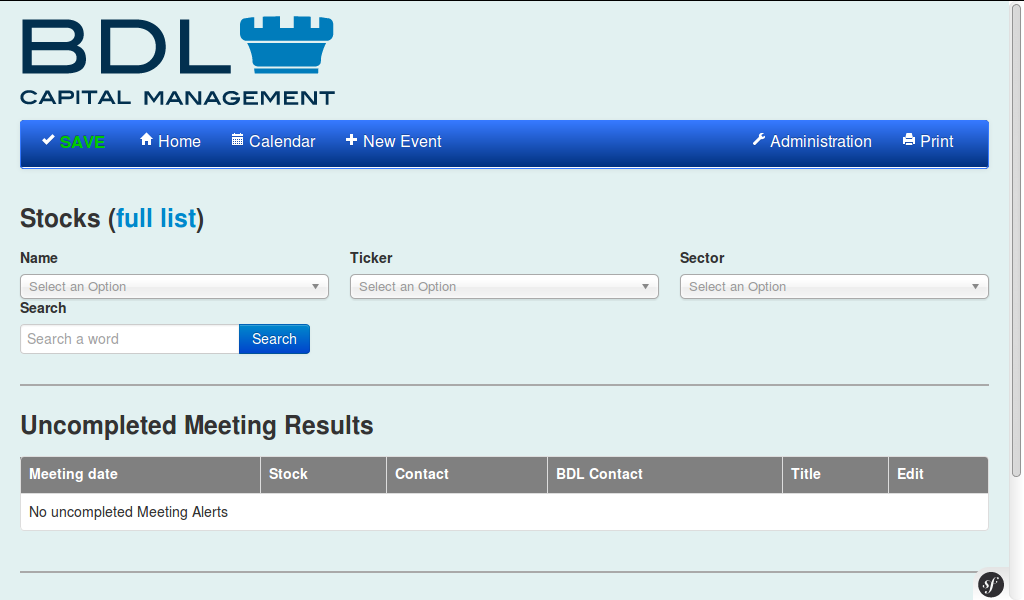 BDL
CAPITAL MANAGEMENT
SAVE Home Calendar New Event Administration Print
Stocks (full list)
Name Ticker Sector
Select an Option Select an Option Select an Option
Search
Search a word Search
Uncompleted Meeting Results
Meeting date Stock Contact BDL Contact Title Edit
No uncompleted Meeting Alerts
sf